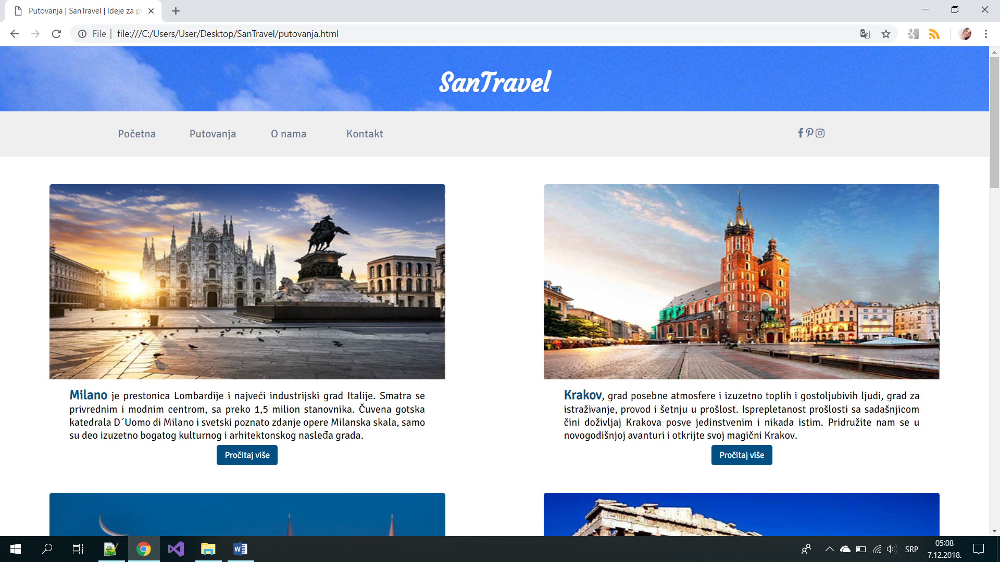 Putovanja | SanTravel | Ideje za p
File
file:///C:/Users/User/Desktop/SanTravel/putovanja.html
SanTravel
Početna
Putovanja
O nama
Kontakt
Milano je prestonica Lombardije i najveći industrijski grad Italije. Smatra se
privrednim i modnim centrom, sa preko 1,5 milion stanovnika. Čuvena gotska
katedrala D´Uomo di Milano i svetski poznato zdanje opere Milanska skala, samo
su deo izuzetno bogatog kulturnog i arhitektonskog nasleđa grada.
Pročitaj više
Krakov, grad posebne atmosfere i izuzetno toplih i gostoljubivih ljudi, grad za
istraživanje, provod i šetnju u prošlost. Isprepletanost prošlosti sa sadašnjicom
čini doživljaj Krakova posve jedinstvenim i nikada istim. Pridružite nam se u
novogodišnjoj avanturi i otkrijte svoj magični Krakov.
Pročitaj više
SRP
05:08
7.12.2018.